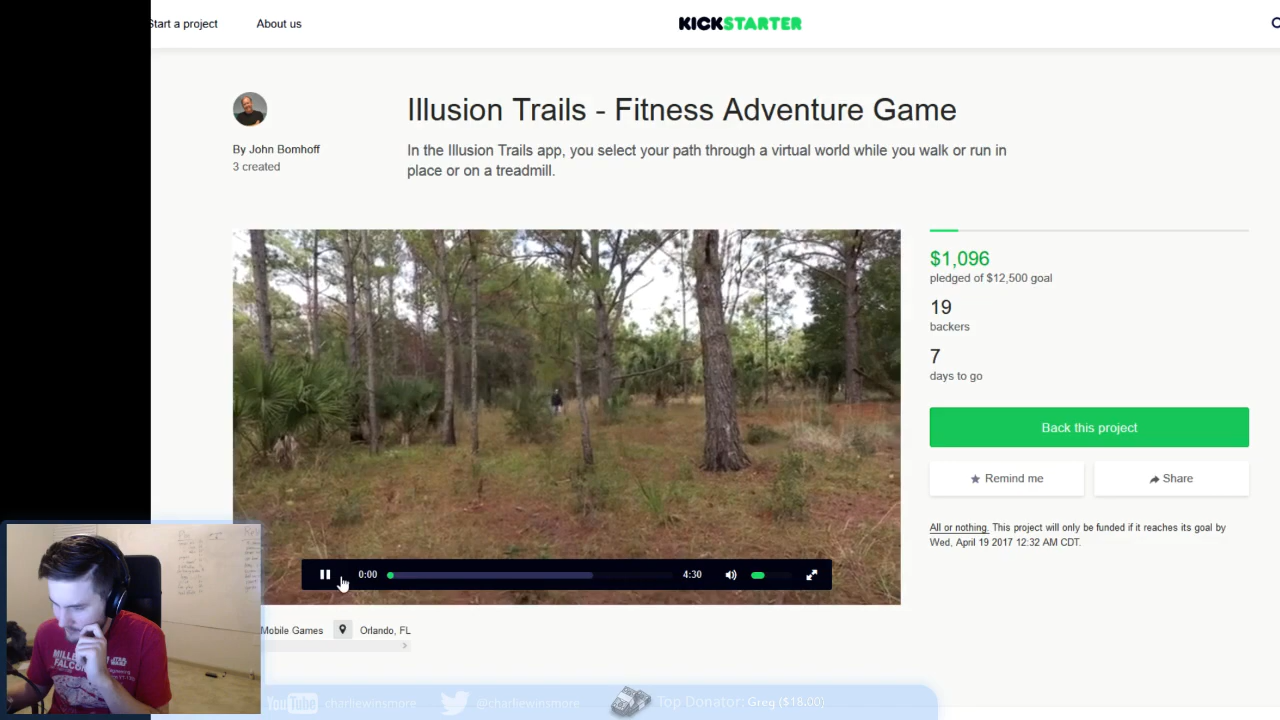 Start a project
About us
KICKSTARTER
Illusion Trails - Fitness Adventure Game
By John Bomhoff
3 created
In the Illusion Trails app, you select your path through a virtual world while you walk or run in
place or on a treadmill.
$1,096
pledged of $12,500 goal
19
backers
7
days to go
Back this project
Remind me
Share
All or nothing. This project will only be funded if it reaches its goal by
Wed, April 19 2017 12:32 AM CDT.
0:00
4:30
Mobile Games
Orlando, FL
YouTube charliewinsmore
@charliewinsmore
Top Donator: Greg ($18.00)